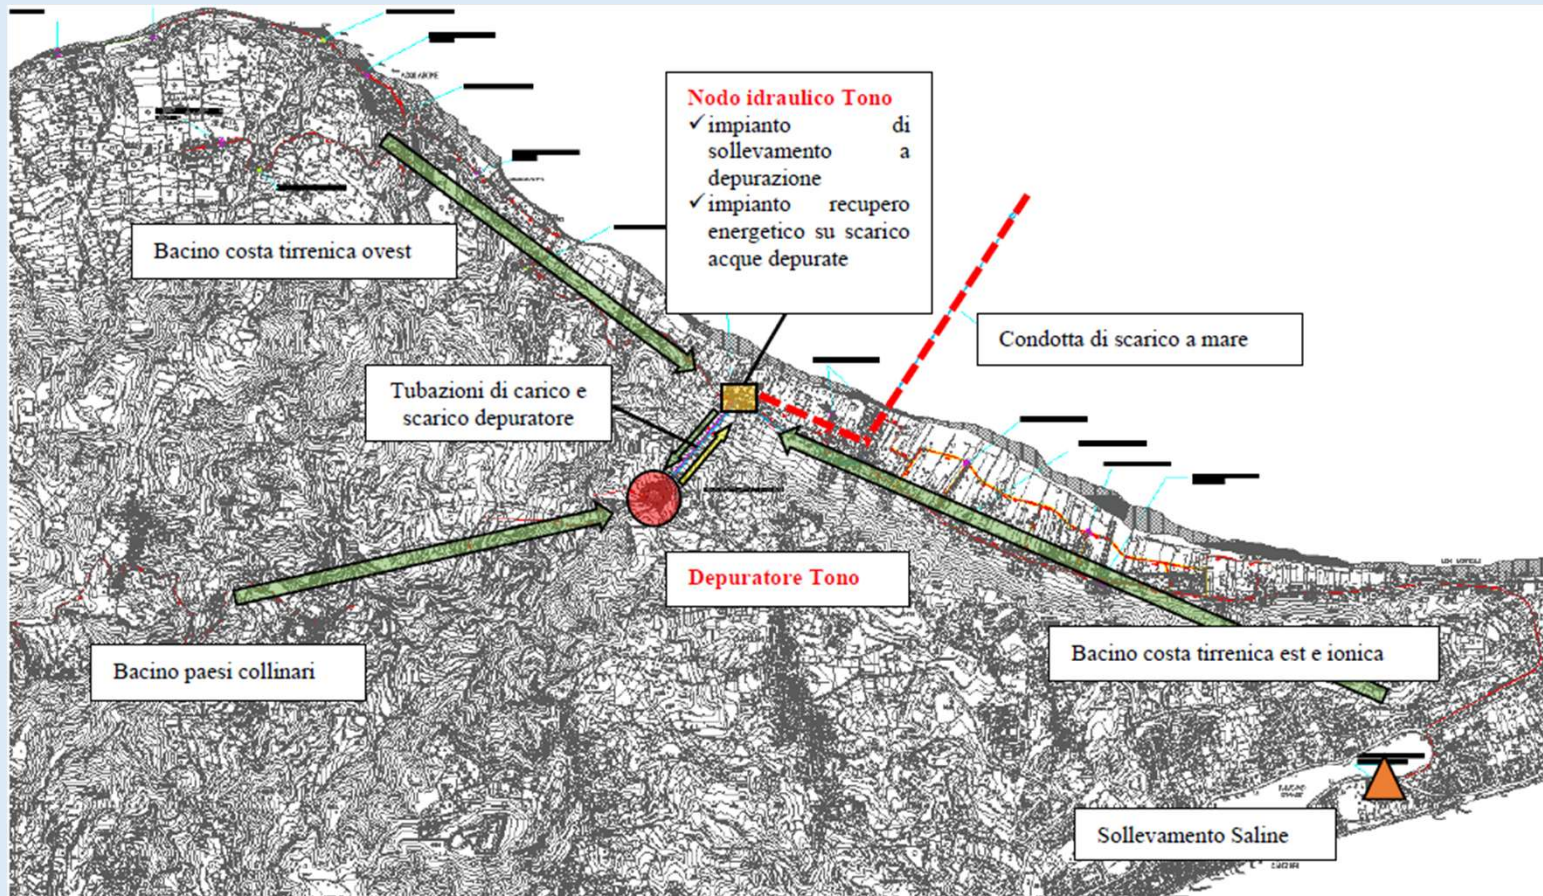 Nodo idraulico Tono
✓ impianto di
sollevamento a
depurazione
✓ impianto recupero
energetico su scarico
acque depurate
Bacino costa tirrenica ovest
Condotta di scarico a mare
Tubazioni di carico e
scarico depuratore
Depuratore Tono
Bacino costa tirrenica est e ionica
Bacino paesi collinari
Sollevamento Saline